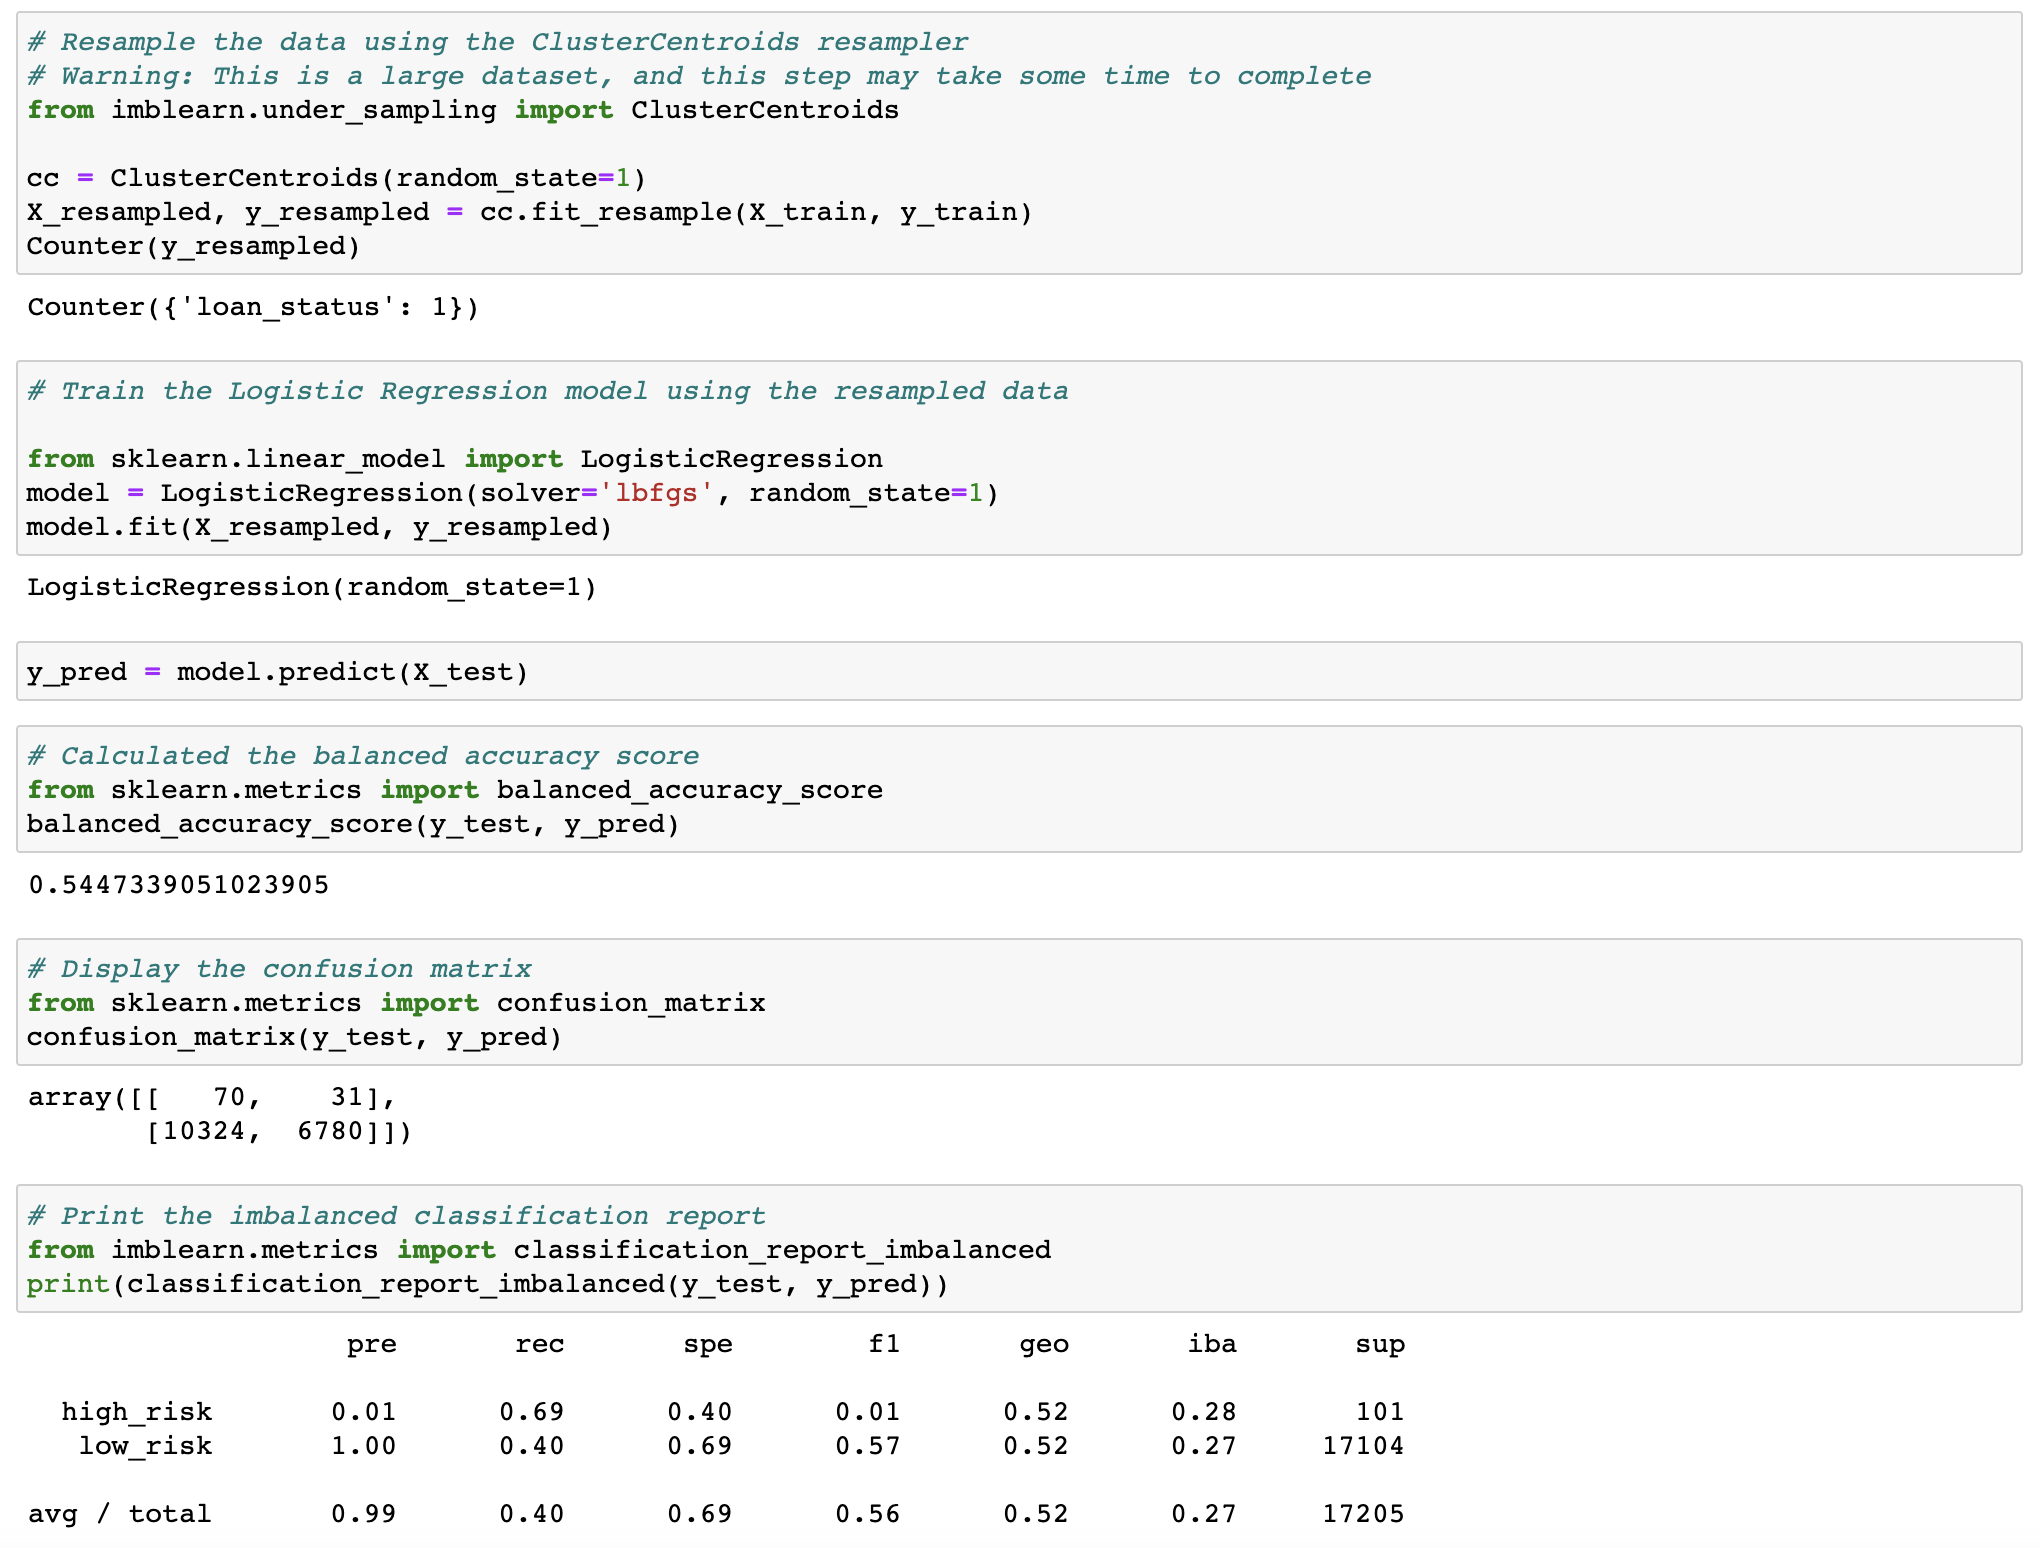 # Resample the data using the ClusterCentroids resampler
# Warning: This is a large dataset, and this step may take some time to complete
from imblearn.under_sampling import ClusterCentroids
cc = ClusterCentroids(random_state=1)
X_resampled, y_resampled = cc.fit_resample(X_train, y_train)
Counter(y_resampled)
Counter({'loan_status': 1})
# Train the Logistic Regression model using the resampled data
from sklearn.linear_model import LogisticRegression
model = LogisticRegression(solver='lbfgs', random_state=1)
model.fit(X_resampled, y_resampled)
LogisticRegression(random_state=1)
y_pred = model.predict(X_test)
# Calculated the balanced accuracy score
from sklearn.metrics import balanced_accuracy_score
balanced_accuracy_score(y_test, y_pred)
0.5447339051023905
# Display the confusion matrix
from sklearn.metrics import confusion_matrix
confusion_matrix(y_test, y_pred)
array([[   70,    31],
       [10324,  6780]])
# Print the imbalanced classification report
from imblearn.metrics import classification_report_imbalanced
print(classification_report_imbalanced(y_test, y_pred))
pre rec spe f1 geo iba sup
high_risk 0.01 0.69 0.40 0.01 0.52 0.28 101
low_risk 1.00 0.40 0.69 0.57 0.52 0.27 17104
avg / total 0.99 0.40 0.69 0.56 0.52 0.27 17205